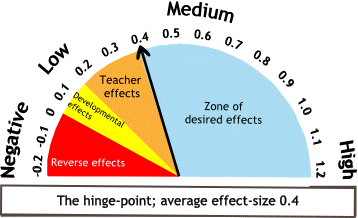 Medium
Low
High
Negative
-0.2
-0.1
0
0.1
0.2
0.3
0.4
0.5
0.6
0.7
0.8
0.9
1.0
1.1
1.2
Teacher
effects
Developmental
effects
Reverse effects
Zone of
desired effects
The hinge-point; average effect-size 0.4